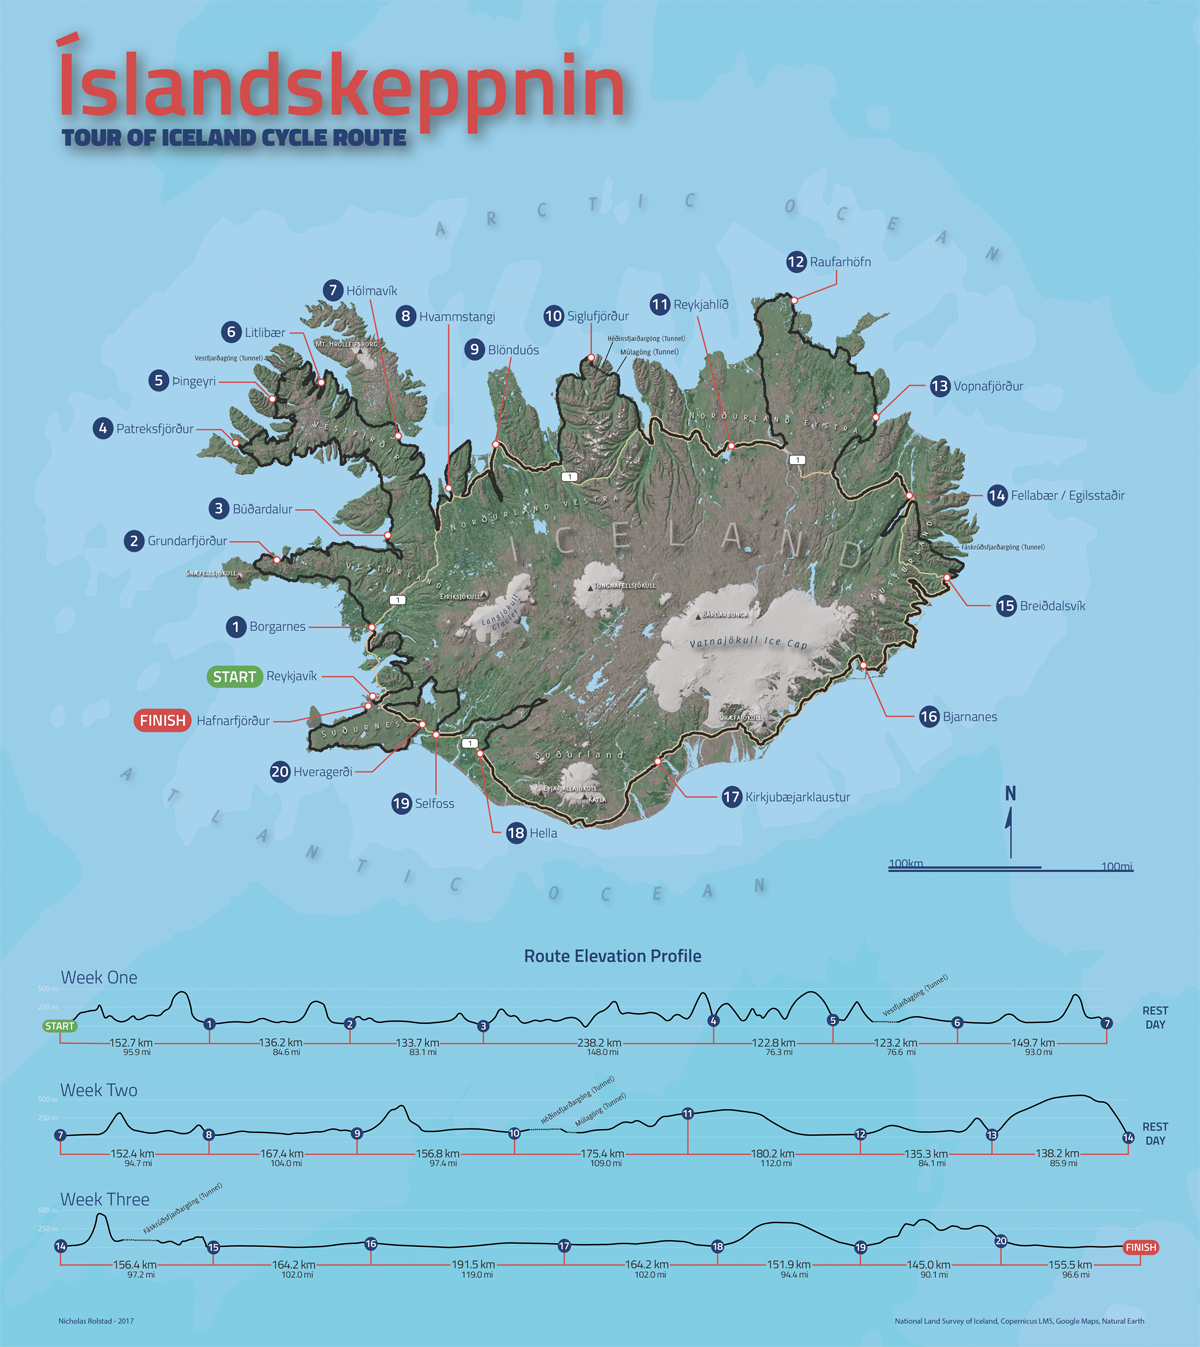 Íslandskeppnin
TOUR OF ICELAND CYCLE ROUTE
ARCTIC OCEAN
12 Raufarhöfn
7 Hólmavík
11 Reykjahlíð
8 Hvammstangi
10 Siglufjörður
6 Litlibær
Héðinsfjarðargöng (Tunnel)
MT. HROLLEIFSBORG
9 Blönduós
Múlagöng (Tunnel)
Vestfjarðagöng (Tunnel)
5 Þingeyri
13 Vopnafjörður
4 Patreksfjörður
VESTFIRÐIR
NORÐURLAND EYSTRA
1
1
14 Fellabær / Egilsstaðir
NORÐURLAND VESTRA
3 Búðardalur
ICELAND
2 Grundarfjörður
Fáskrúðsfjarðargöng (Tunnel)
VESTURLAND
SNÆFELLSJÖKULL
AUSTURLAND
TUNGNAFELLSJÖKULL
EIRÍKSJÖKULL
1
Langjökull
Glacier
15 Breiðdalsvík
BÁRÐARBUNGA
1 Borgarnes
Vatnajökull Ice Cap
START Reykjavík
FINISH Hafnarfjörður
16 Bjarnanes
ÖRÆFAJÖKULL
SUÐURNES
1
Suðurland
20 Hveragerði
EYJAFJALLAJÖKULL
KATLA
17 Kirkjubæjarklaustur
19 Selfoss
18 Hella
ATLANTIC OCEAN
N
100km
100mi
Route Elevation Profile
Week One
500 m
250 m
Vestfjarðagöng (Tunnel)
START 1 2 3 4 5 6 7
REST
DAY
152.7 km 136.2 km 133.7 km 238.2 km 122.8 km 123.2 km 149.7 km
95.9 mi 84.6 mi 83.1 mi 148.0 mi 76.3 mi 76.6 mi 93.0 mi
Week Two
500 m
250 m
Héðinsfjarðargöng (Tunnel)
Múlagöng (Tunnel)
7 8 9 10 11 12 13 14
REST
DAY
152.4 km 167.4 km 156.8 km 175.4 km 180.2 km 135.3 km 138.2 km
94.7 mi 104.0 mi 97.4 mi 109.0 mi 112.0 mi 84.1 mi 85.9 mi
Week Three
500 m
250 m
Fáskrúðsfjarðargöng (Tunnel)
14 15 16 17 18 19 20 FINISH
156.4 km 164.2 km 191.5 km 164.2 km 151.9 km 145.0 km 155.5 km
97.2 mi 102.0 mi 119.0 mi 102.0 mi 94.4 mi 90.1 mi 96.6 mi
Nicholas Rolstad - 2017
National Land Survey of Iceland, Copernicus LMS, Google Maps, Natural Earth